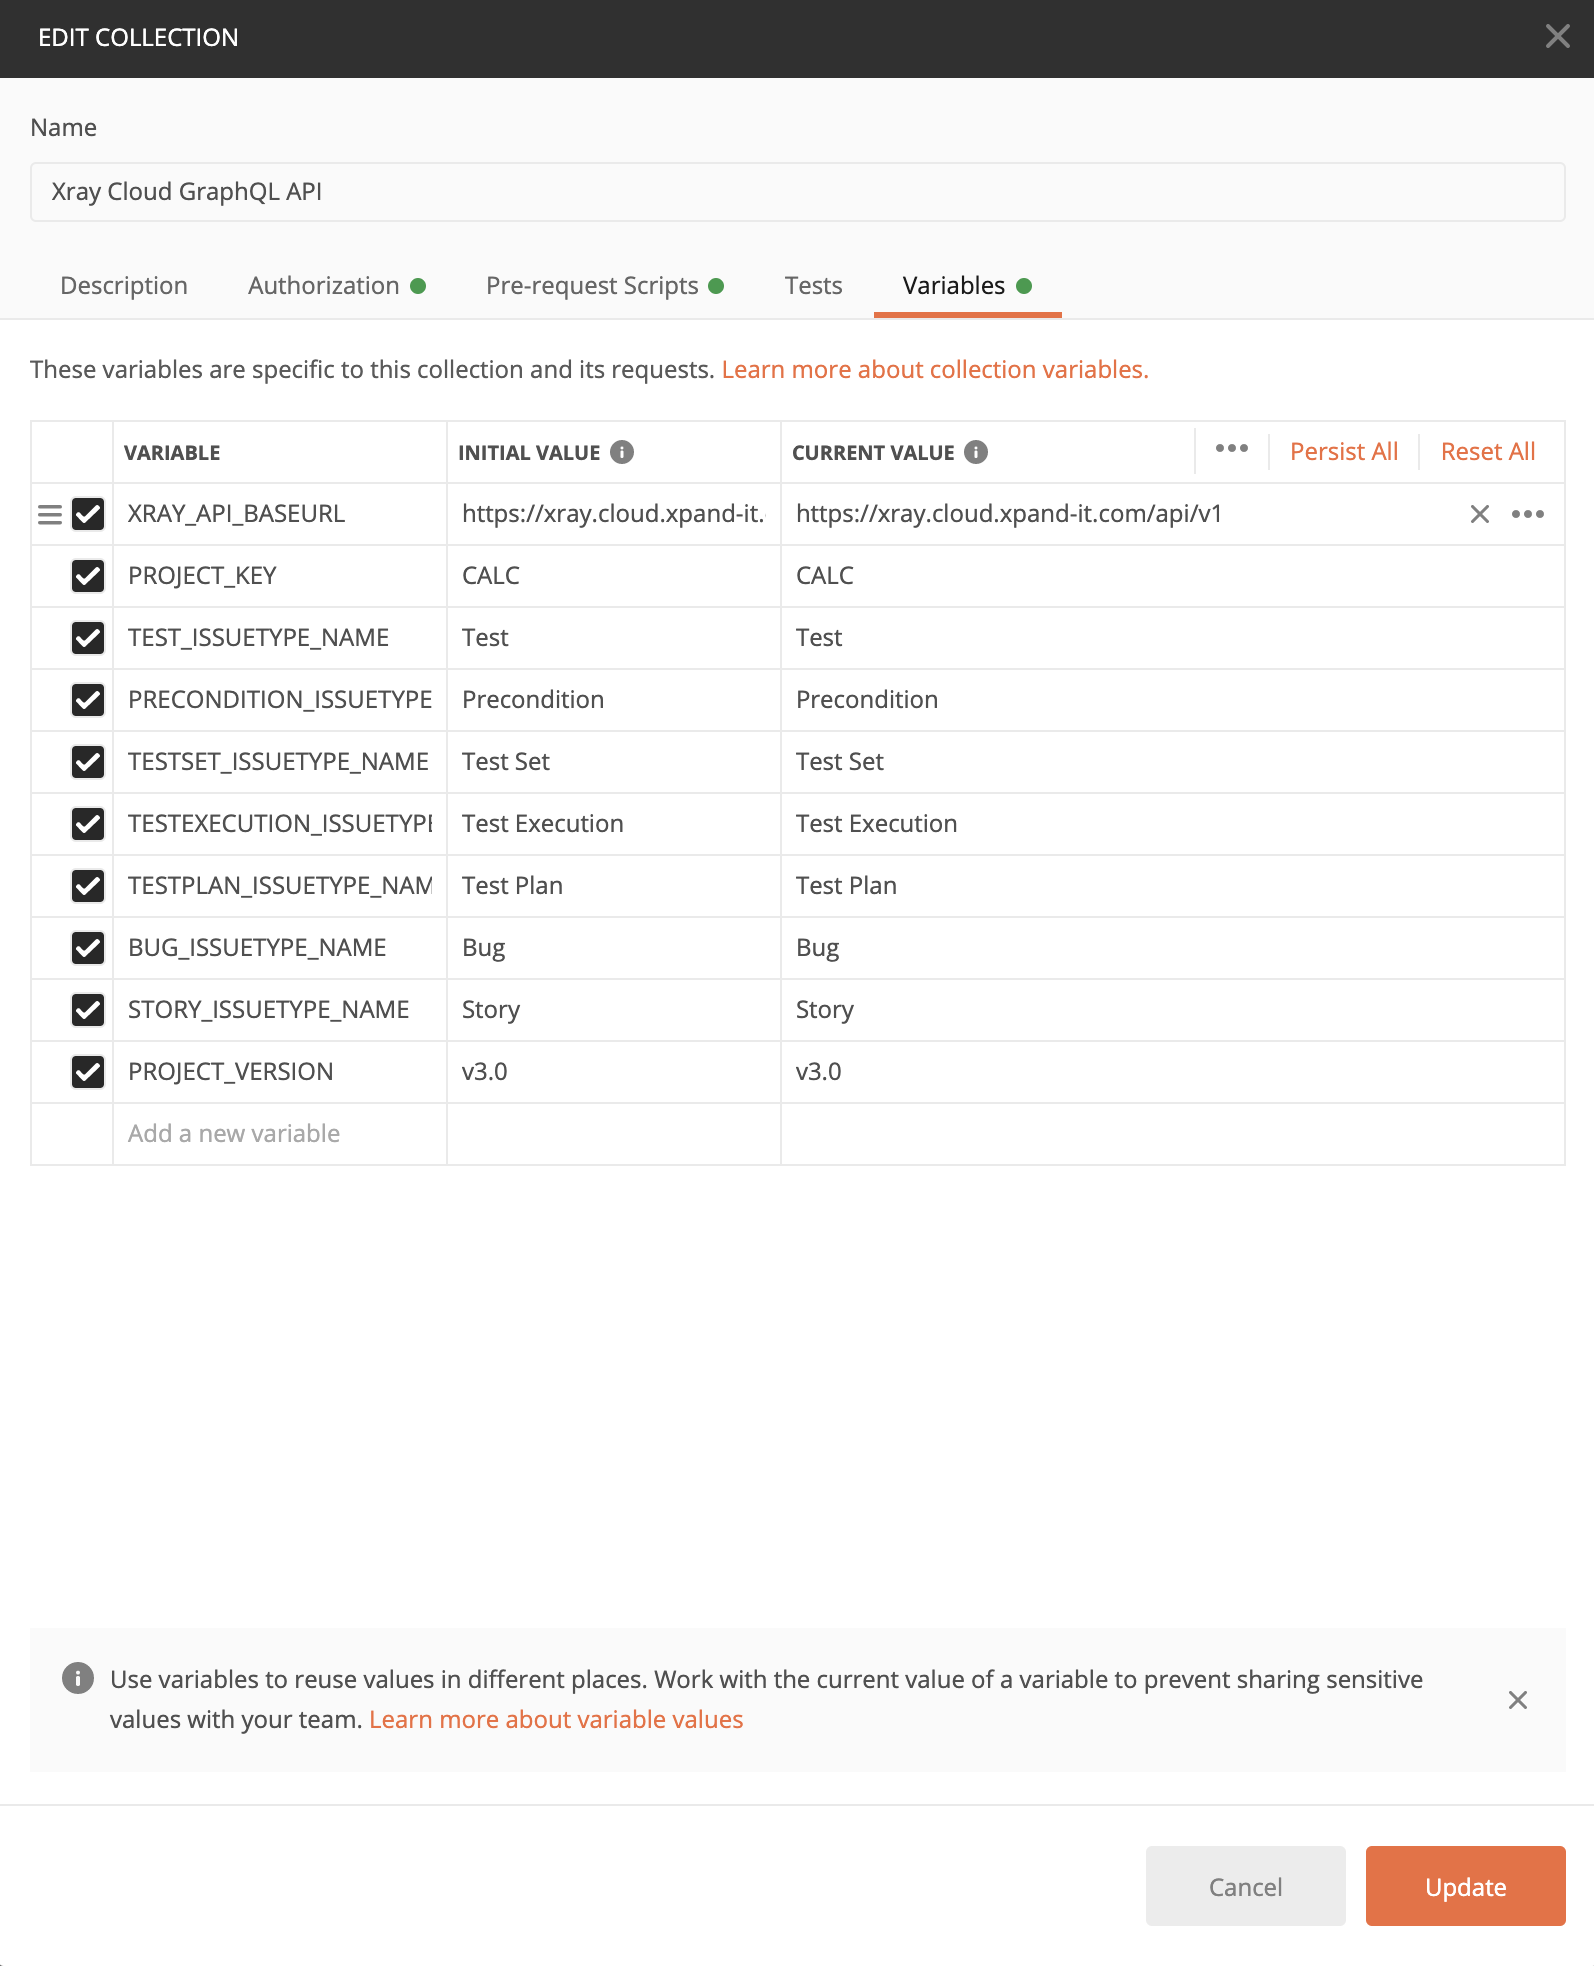 EDIT COLLECTION
Name
Xray Cloud GraphQL API
Description Authorization Pre-request Scripts Tests Variables
These variables are specific to this collection and its requests. Learn more about collection variables.
VARIABLE INITIAL VALUE CURRENT VALUE Persist All Reset All
XRAY_API_BASEURL https://xray.cloud.xpand-it. https://xray.cloud.xpand-it.com/api/v1
PROJECT_KEY CALC CALC
TEST_ISSUETYPE_NAME Test Test
PRECONDITION_ISSUETYPE Precondition Precondition
TESTSET_ISSUETYPE_NAME Test Set Test Set
TESTEXECUTION_ISSUETYPE Test Execution Test Execution
TESTPLAN_ISSUETYPE_NAM Test Plan Test Plan
BUG_ISSUETYPE_NAME Bug Bug
STORY_ISSUETYPE_NAME Story Story
PROJECT_VERSION v3.0 v3.0
Add a new variable
Use variables to reuse values in different places. Work with the current value of a variable to prevent sharing sensitive
values with your team. Learn more about variable values
Cancel Update